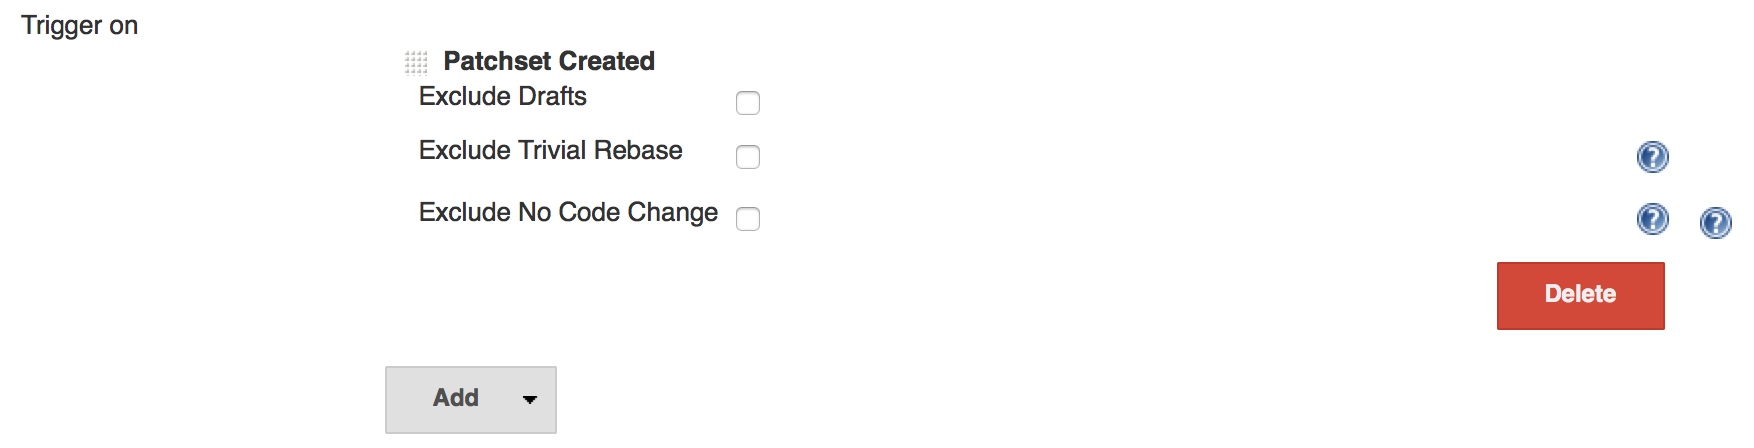 Trigger on
Patchset Created
Exclude Drafts
Exclude Trivial Rebase
?
Exclude No Code Change
? ?
Delete
Add